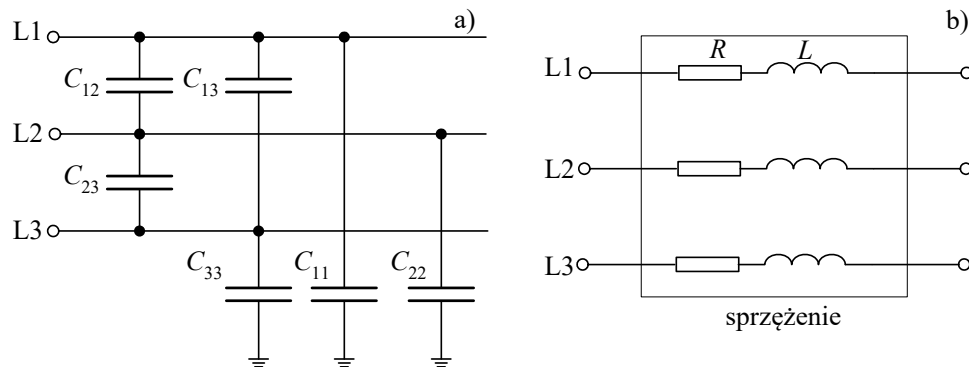 a)
L1
C12 C13
L2
C23
L3
C33 C11 C22
b)
R L
L1
L2
L3
sprzężenie